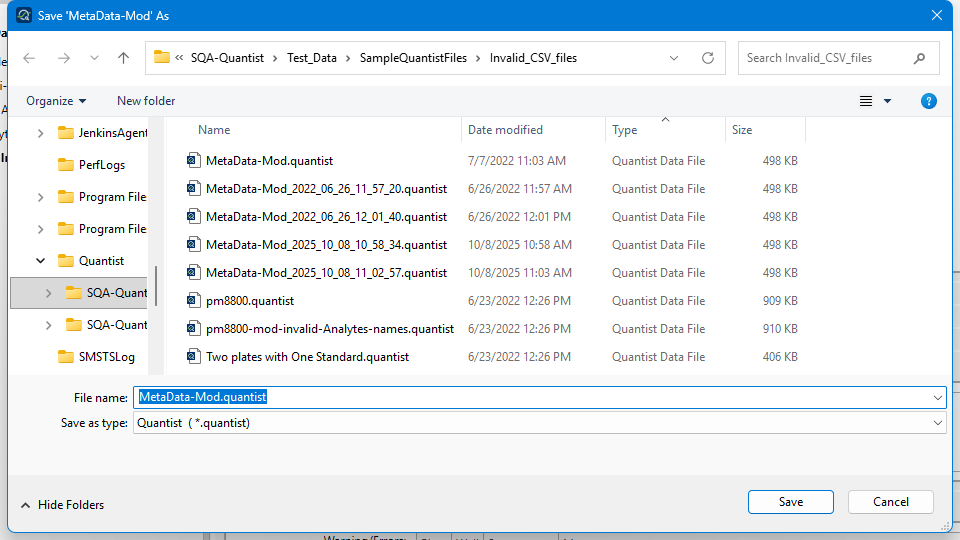 Save 'MetaData-Mod' As
« SQA-Quantist > Test_Data > SampleQuantistFiles > Invalid_CSV_files
Search Invalid_CSV_files
Organize
New folder
JenkinsAgent
PerfLogs
Program File
Program File
Quantist
SQA-Quant
SQA-Quant
SMSTSLog
Name Date modified Type Size
MetaData-Mod.quantist 7/7/2022 11:03 AM Quantist Data File 498 KB
MetaData-Mod_2022_06_26_11_57_20.quantist 6/26/2022 11:57 AM Quantist Data File 498 KB
MetaData-Mod_2022_06_26_12_01_40.quantist 6/26/2022 12:01 PM Quantist Data File 498 KB
MetaData-Mod_2025_10_08_10_58_34.quantist 10/8/2025 10:58 AM Quantist Data File 498 KB
MetaData-Mod_2025_10_08_11_02_57.quantist 10/8/2025 11:03 AM Quantist Data File 498 KB
pm8800.quantist 6/23/2022 12:26 PM Quantist Data File 909 KB
pm8800-mod-invalid-Analytes-names.quantist 6/23/2022 12:26 PM Quantist Data File 910 KB
Two plates with One Standard.quantist 6/23/2022 12:26 PM Quantist Data File 406 KB
File name: MetaData-Mod.quantist
Save as type: Quantist ( *.quantist)
Hide Folders
Save
Cancel